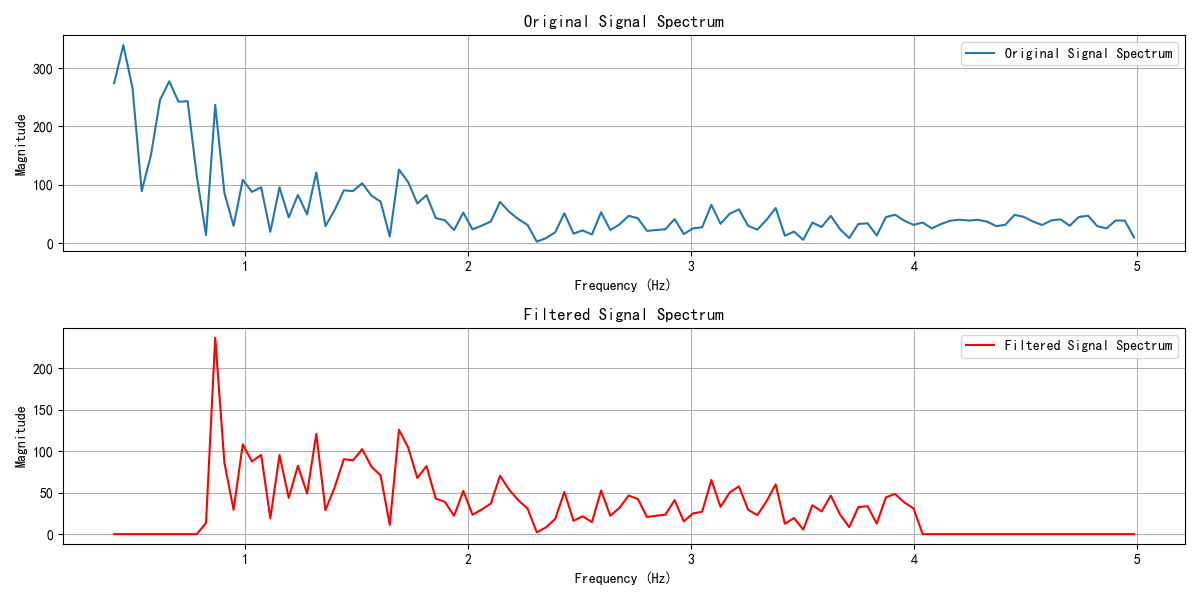 Original Signal Spectrum
Original Signal Spectrum
Magnitude
300
200
100
0
1 2 3 4 5
Frequency (Hz)
Filtered Signal Spectrum
Filtered Signal Spectrum
Magnitude
200
150
100
50
0
1 2 3 4 5
Frequency (Hz)